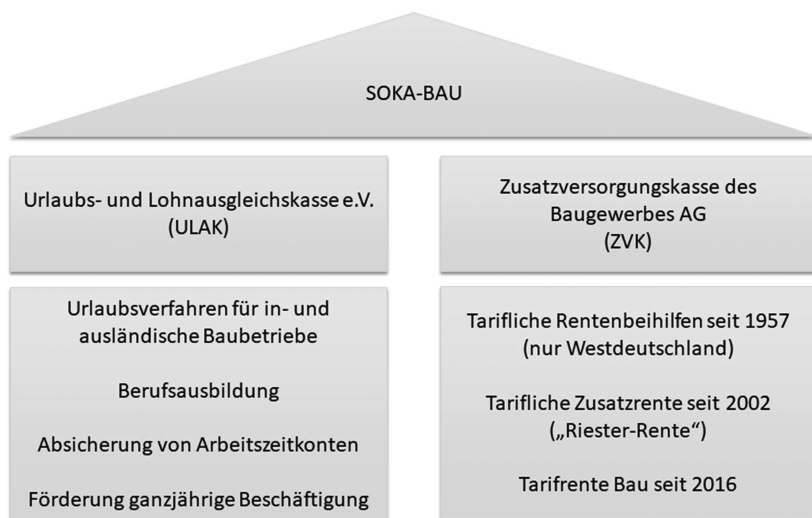 SOKA-BAU
Urlaubs- und Lohnausgleichskasse e.V.
(ULAK)
Zusatzversorgungskasse des
Baugewerbes AG
(ZVK)
Urlaubsverfahren für in- und
ausländische Baubetriebe
Berufsausbildung
Absicherung von Arbeitszeitkonten
Förderung ganzjährige Beschäftigung
Tarifliche Rentenbeihilfen seit 1957
(nur Westdeutschland)
Tarifliche Zusatzrente seit 2002
(„Riester-Rente“)
Tarifrente Bau seit 2016